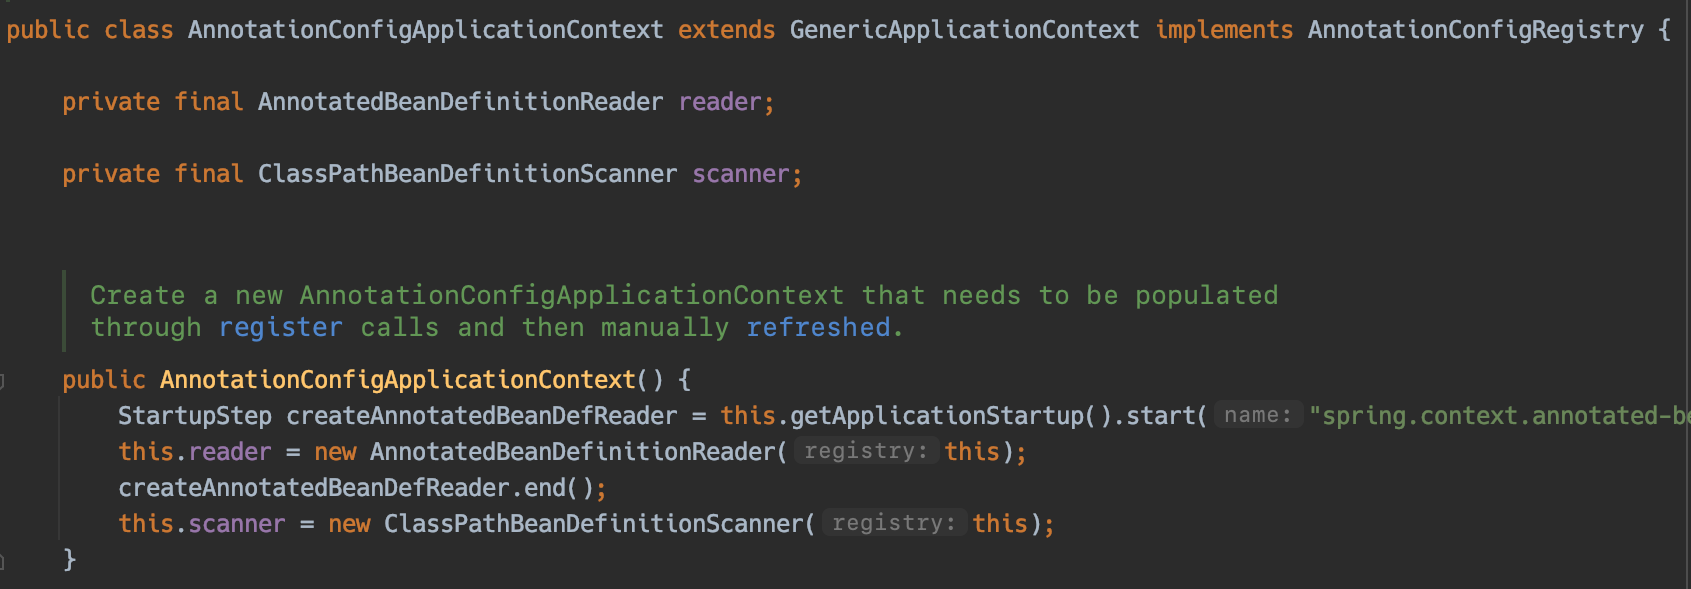 public class AnnotationConfigApplicationContext extends GenericApplicationContext implements AnnotationConfigRegistry {
private final AnnotatedBeanDefinitionReader reader;
private final ClassPathBeanDefinitionScanner scanner;
Create a new AnnotationConfigApplicationContext that needs to be populated
through register calls and then manually refreshed.
public AnnotationConfigApplicationContext() {
StartupStep createAnnotatedBeanDefReader = this.getApplicationStartup().start( name: "spring.context.annotated-be
this.reader = new AnnotatedBeanDefinitionReader( registry: this);
createAnnotatedBeanDefReader.end();
this.scanner = new ClassPathBeanDefinitionScanner( registry: this);
}